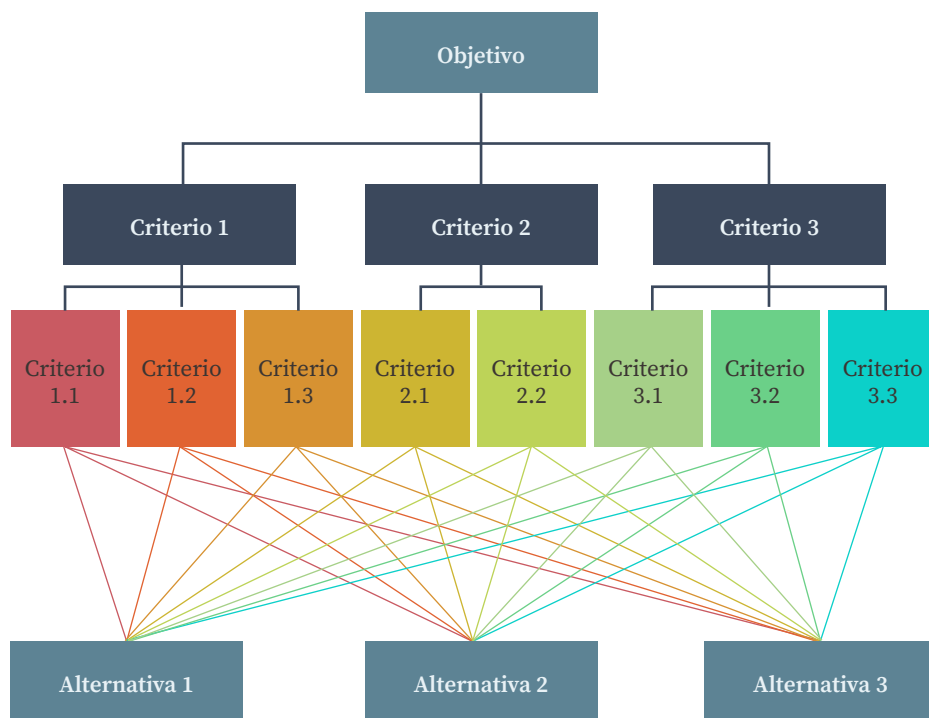 Objetivo
Criterio 1
Criterio 2
Criterio 3
Criterio
1.1
Criterio
1.2
Criterio
1.3
Criterio
2.1
Criterio
2.2
Criterio
3.1
Criterio
3.2
Criterio
3.3
Alternativa 1
Alternativa 2
Alternativa 3